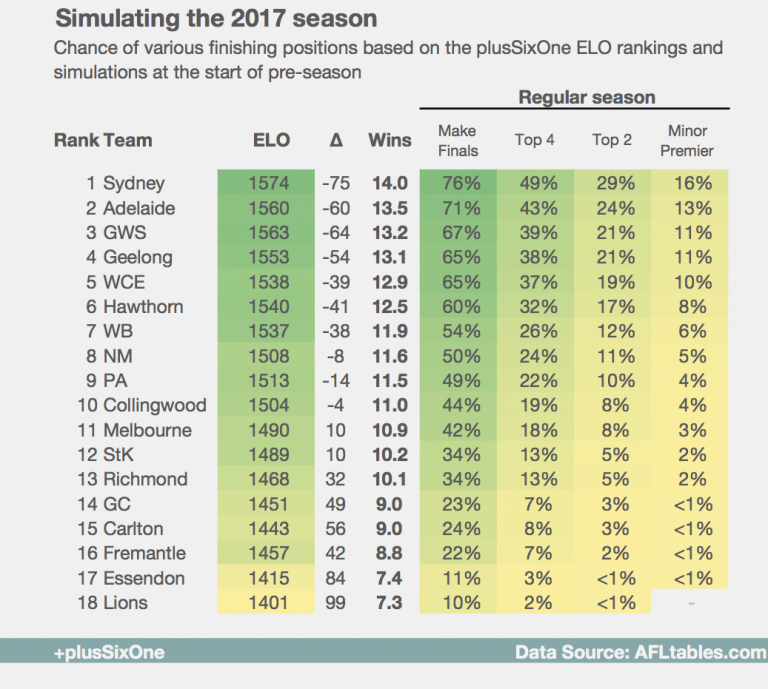 Simulating the 2017 season
Chance of various finishing positions based on the plusSixOne ELO rankings and
simulations at the start of pre-season
Regular season
Rank Team ELO Δ Wins Make Finals Top 4 Top 2 Minor Premier
1 Sydney 1574 -75 14.0 76% 49% 29% 16%
2 Adelaide 1560 -60 13.5 71% 43% 24% 13%
3 GWS 1563 -64 13.2 67% 39% 21% 11%
4 Geelong 1553 -54 13.1 65% 38% 21% 11%
5 WCE 1538 -39 12.9 65% 37% 19% 10%
6 Hawthorn 1540 -41 12.5 60% 32% 17% 8%
7 WB 1537 -38 11.9 54% 26% 12% 6%
8 NM 1508 -8 11.6 50% 24% 11% 5%
9 PA 1513 -14 11.5 49% 22% 10% 4%
10 Collingwood 1504 -4 11.0 44% 19% 8% 4%
11 Melbourne 1490 10 10.9 42% 18% 8% 3%
12 StK 1489 10 10.2 34% 13% 5% 2%
13 Richmond 1468 32 10.1 34% 13% 5% 2%
14 GC 1451 49 9.0 23% 7% 3% <1%
15 Carlton 1443 56 9.0 24% 8% 3% <1%
16 Fremantle 1457 42 8.8 22% 7% 2% <1%
17 Essendon 1415 84 7.4 11% 3% <1% <1%
18 Lions 1401 99 7.3 10% 2% <1% -
+plusSixOne Data Source: AFLtables.com